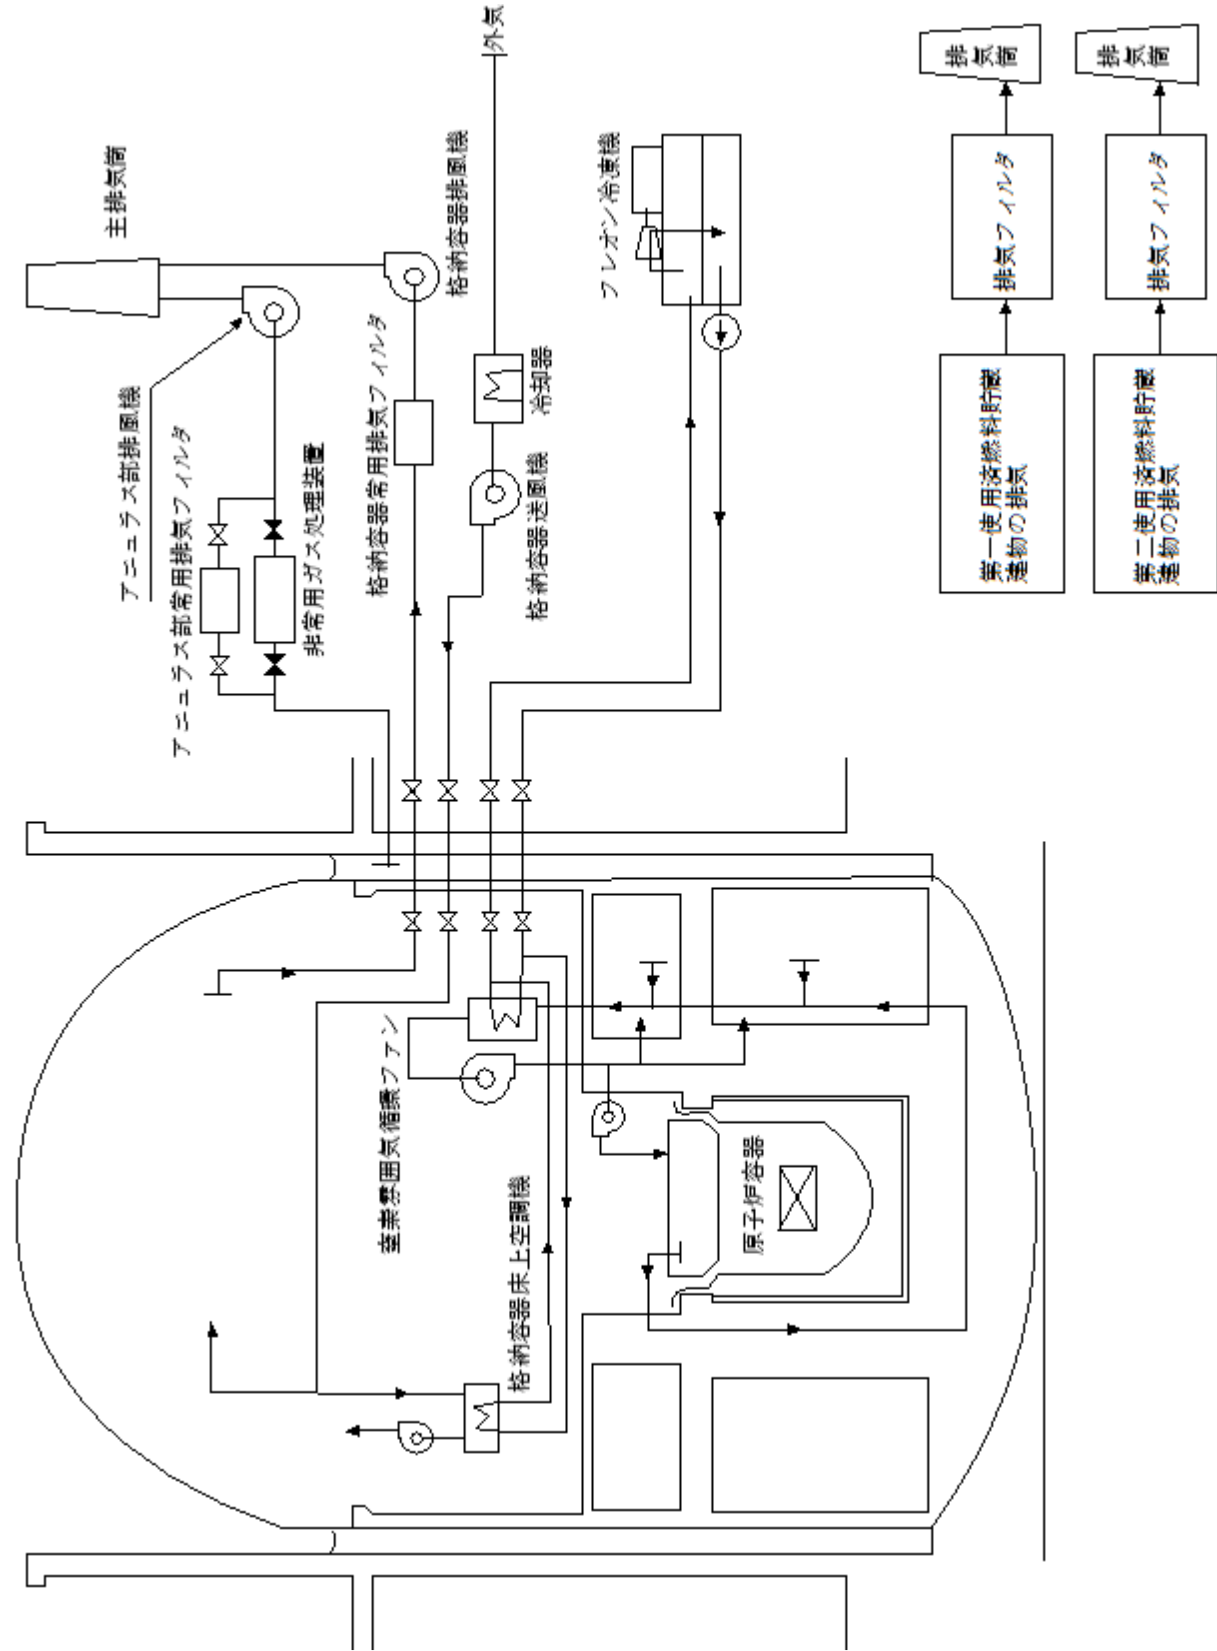 主排気筒
アニュラス部排風機
アニュラス部常用排気フィルタ
非常用ガス処理装置
格納容器常用排気フィルタ
格納容器排風機
外気
冷却器
格納容器送風機
フレオン冷凍機
窒素雰囲気循環ファン
格納容器床上空調機
原子炉容器
第一使用済燃料貯蔵
建物の排気
排気フィルタ
排
気
筒
第二使用済燃料貯蔵
建物の排気
排気フィルタ
排
気
筒